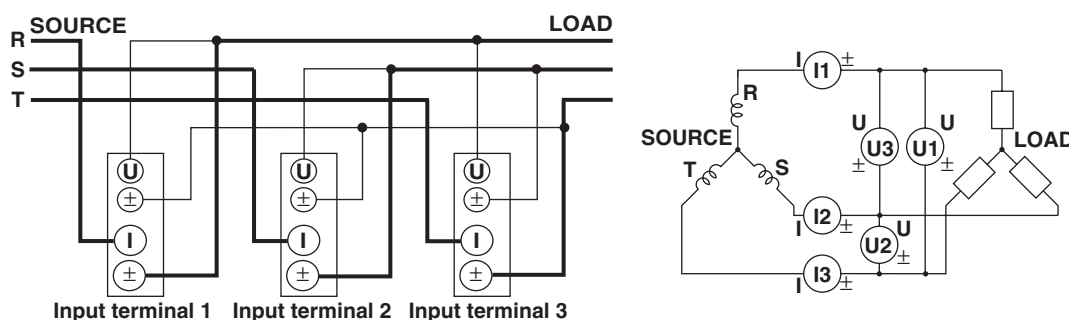 SOURCE
LOAD
R
S
T
U
±
I
±
U
±
I
±
U
±
I
±
Input terminal 1
Input terminal 2
Input terminal 3
I
I1
±
R
SOURCE
T
S
U
U3
±
U
U1
±
LOAD
I
I2
±
U
U2
±
I
I3
±